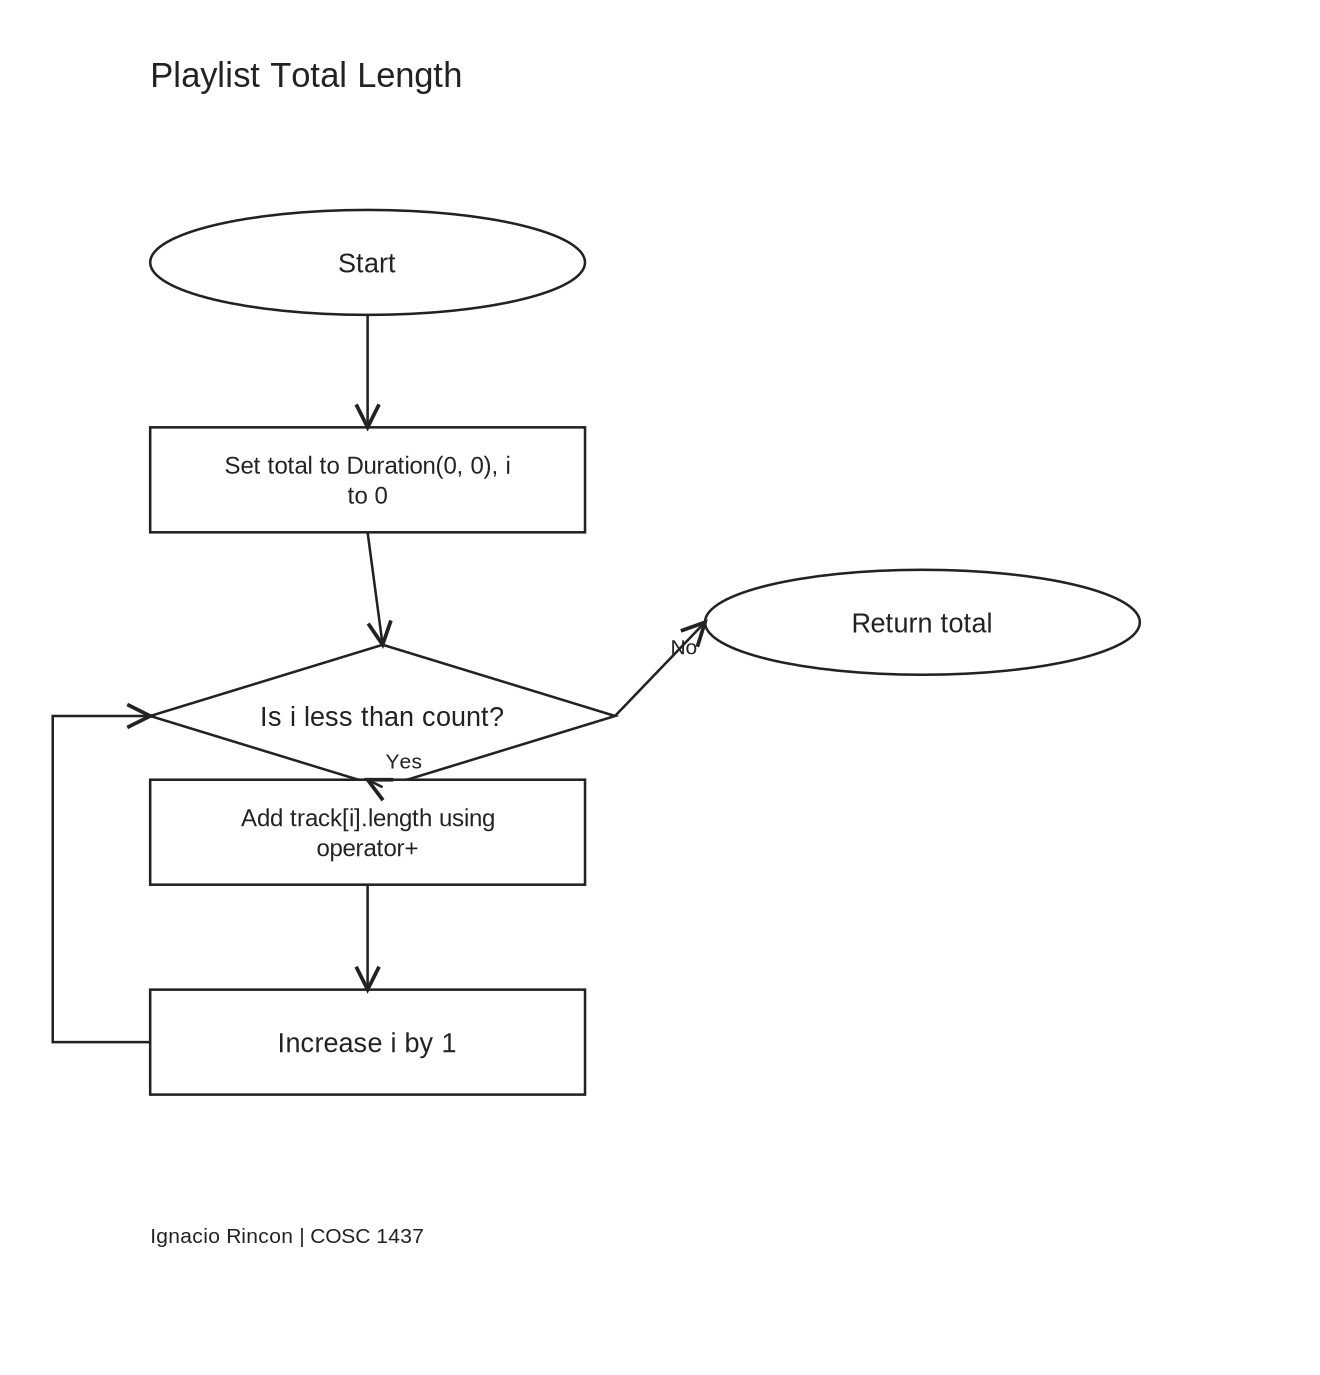 Playlist Total Length
Start
Set total to Duration(0, 0), i
to 0
Is i less than count?
No
Return total
Yes
Add track[i].length using
operator+
Increase i by 1
Ignacio Rincon | COSC 1437